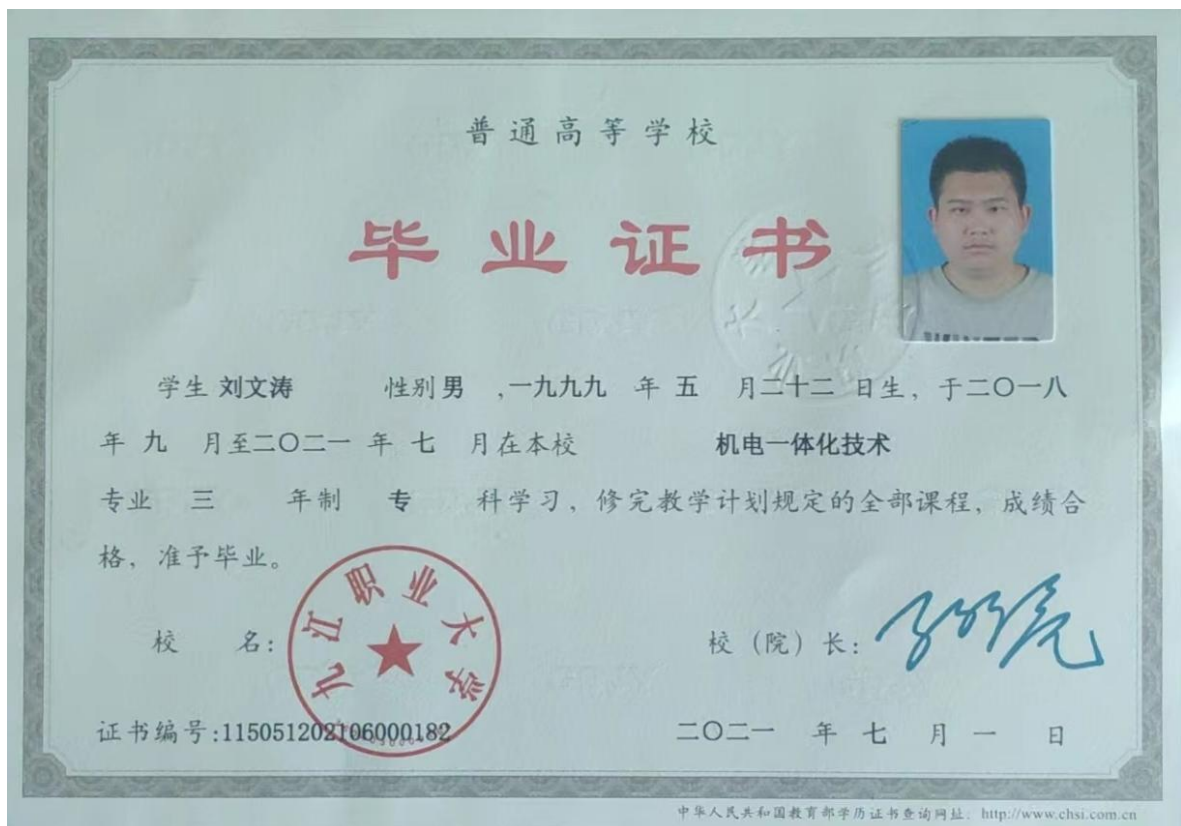 普通高等学校
毕业证书
学生 刘文涛 性别 男 ,一九九九 年 五 月二十二 日生，于二〇一八
年 九 月至二〇二一 年 七 月在本校 机电一体化技术
专业 三 年制 专 科学习，修完教学计划规定的全部课程，成绩合
格，准予毕业。
九江职业大学
校 名： 校（院）长：
证书编号:115051202106000182 二〇二一 年 七 月 一 日
中华人民共和国教育部学历证书查询网址：http://www.chsi.com.cn